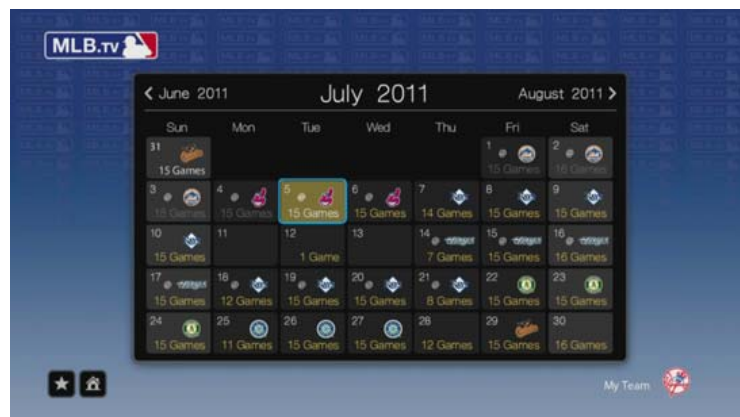 MLB.TV
June 2011
July 2011
August 2011
Sun Mon Tue Wed Thu Fri Sat
31 1 2
15 Games 15 Games 16 Games
3 4 5 6 7 8 9
15 Games 15 Games 15 Games 15 Games 14 Games 15 Games 15 Games
10 11 12 13 14 15 16
15 Games 1 Game 7 Games 15 Games 16 Games
17 18 19 20 21 22 23
15 Games 12 Games 15 Games 15 Games 8 Games 15 Games 15 Games
24 25 26 27 28 29 30
15 Games 11 Games 15 Games 15 Games 12 Games 15 Games 16 Games
My Team